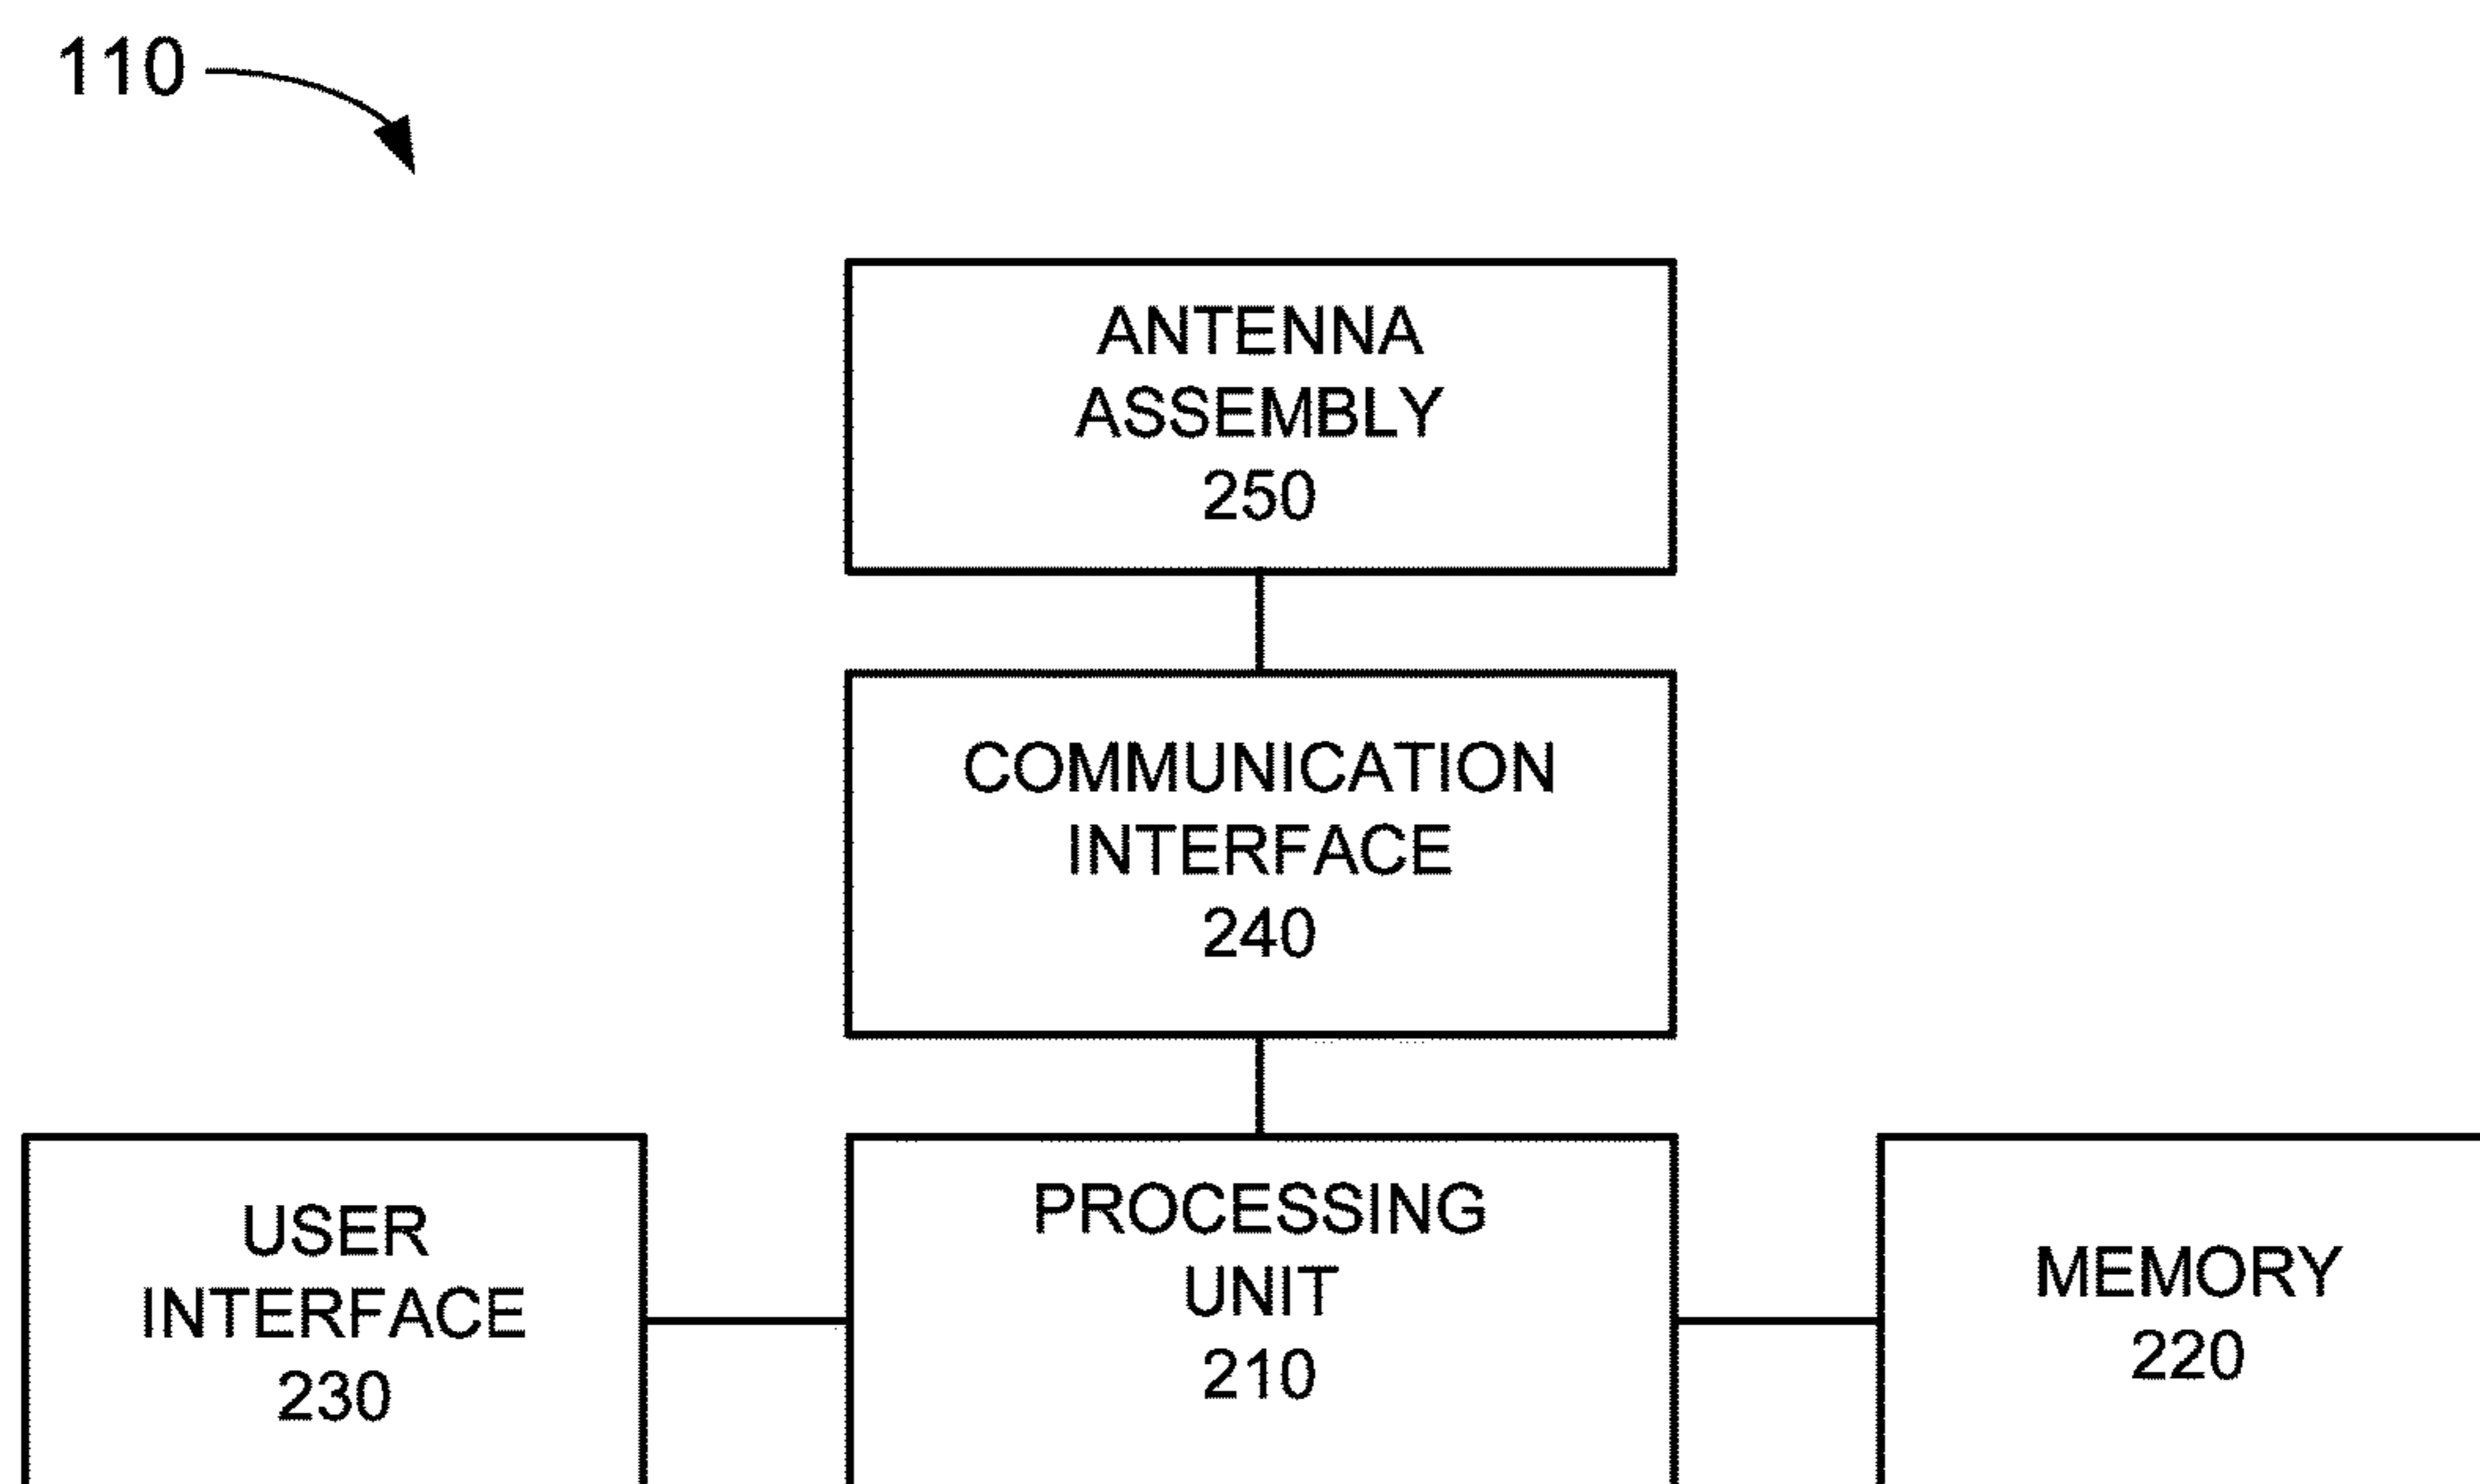 110
ANTENNA
ASSEMBLY
250
COMMUNICATION
INTERFACE
240
USER
INTERFACE
230
PROCESSING
UNIT
210
MEMORY
220